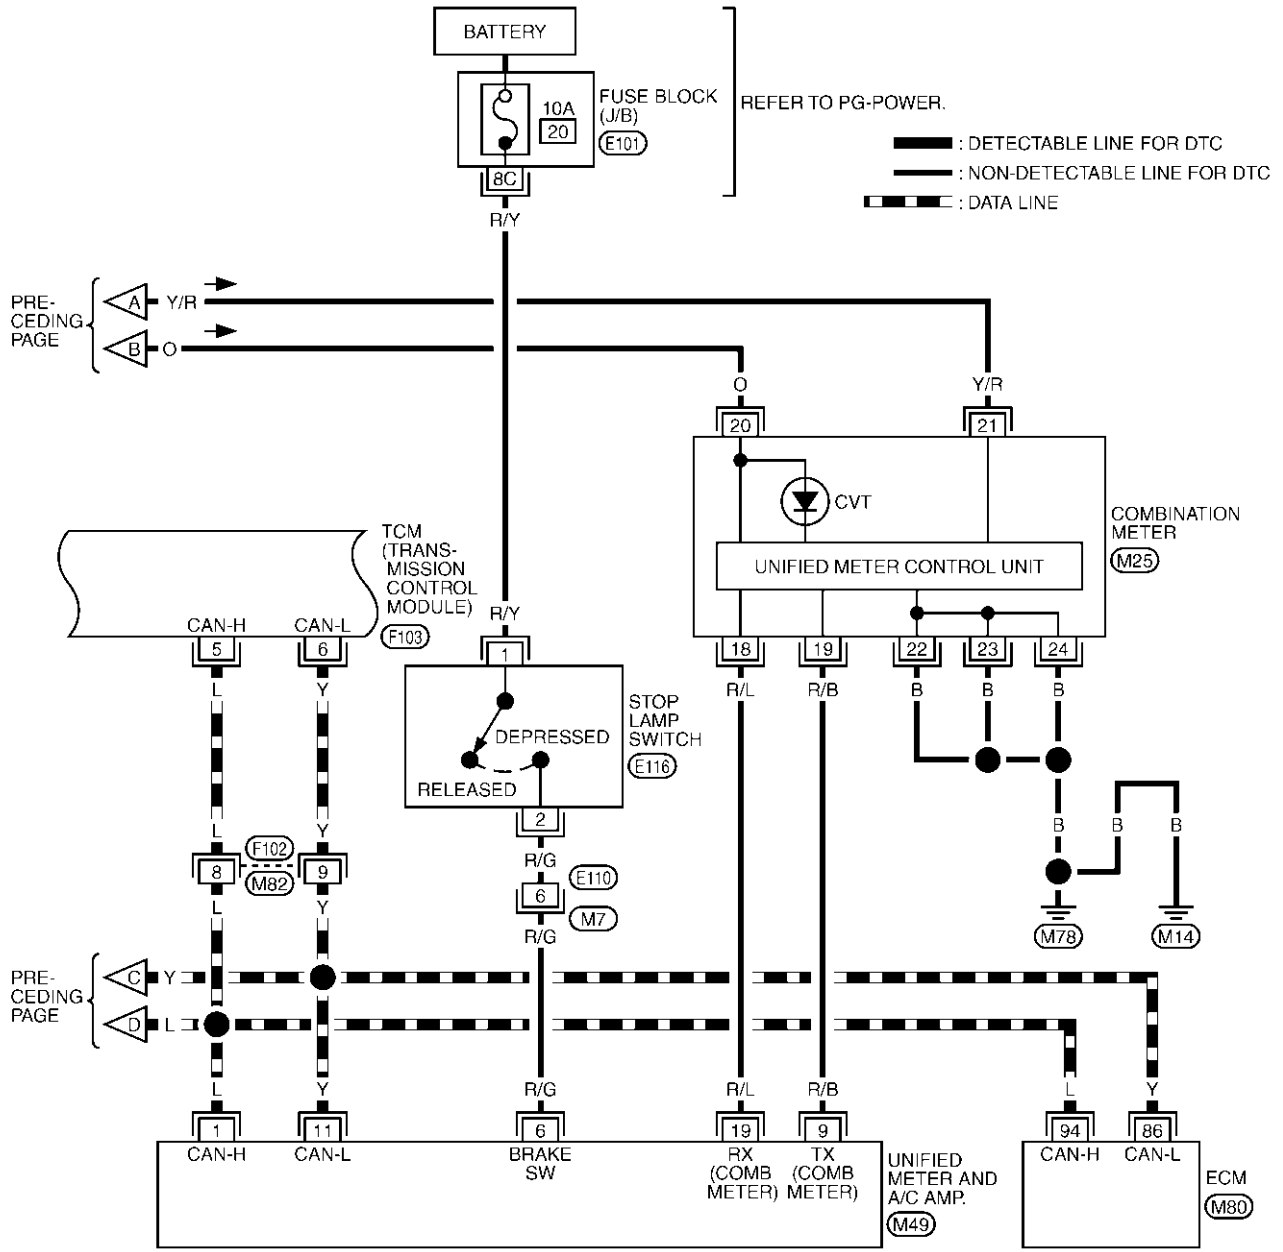 BATTERY
FUSE BLOCK
(J/B)
E101
10A
20
8C
REFER TO PG-POWER.
: DETECTABLE LINE FOR DTC
: NON-DETECTABLE LINE FOR DTC
: DATA LINE
R/Y
PRE-
CEDING
PAGE
A
Y/R
B
O
O
Y/R
20
21
CVT
COMBINATION
METER
M25
UNIFIED METER CONTROL UNIT
TCM
(TRANS-
MISSION
CONTROL
MODULE)
F103
CAN-H
CAN-L
5
6
R/Y
1
18
19
22
23
24
L
Y
R/L
R/B
B
B
B
STOP
LAMP
SWITCH
E116
DEPRESSED
RELEASED
2
L
Y
B
B
B
8
F102
M82
9
R/G
6
E110
M7
L
Y
R/G
M78
M14
PRE-
CEDING
PAGE
C
Y
D
L
L
Y
R/G
R/L
R/B
L
Y
1
11
6
19
9
94
86
CAN-H
CAN-L
BRAKE
SW
RX
(COMB
METER)
TX
(COMB
METER)
UNIFIED
METER AND
A/C AMP.
M49
CAN-H
CAN-L
ECM
M80